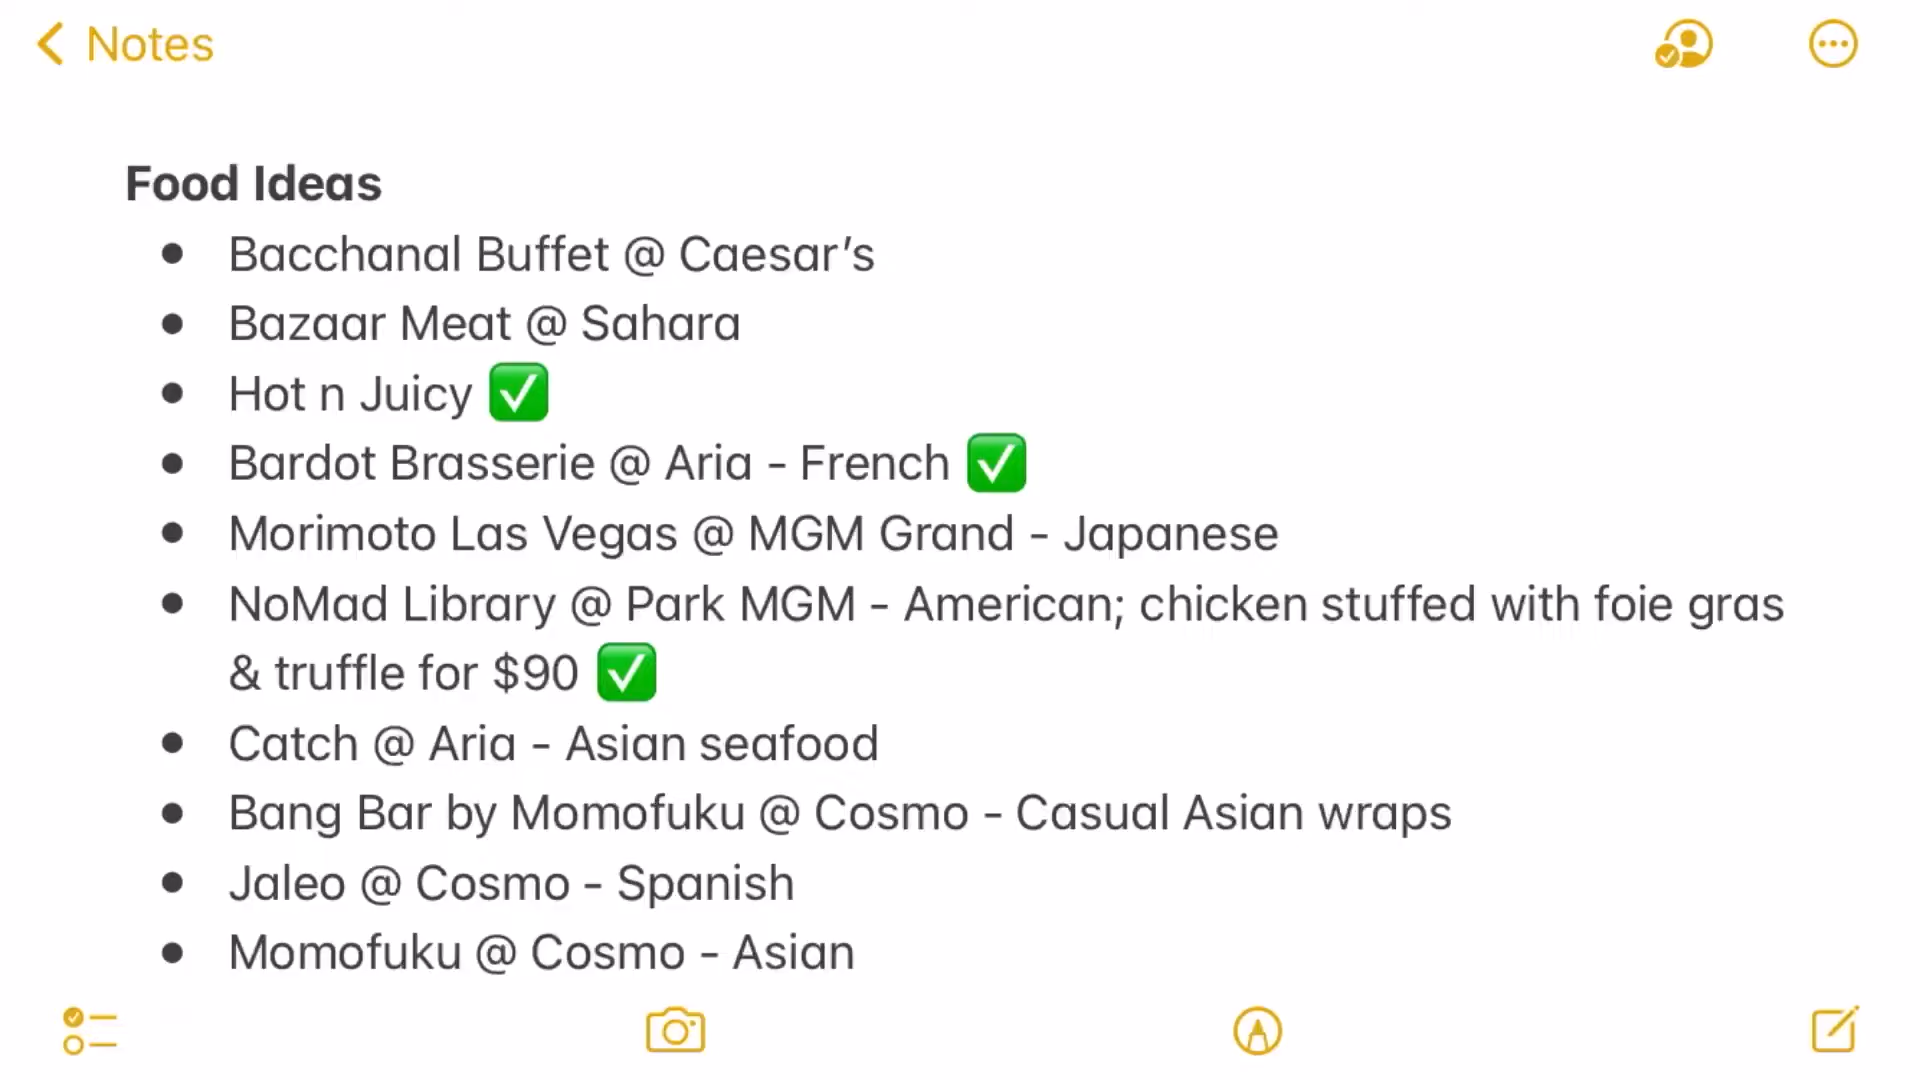 Notes
Food Ideas
• Bacchanal Buffet @ Caesar’s
• Bazaar Meat @ Sahara
• Hot n Juicy ✅
• Bardot Brasserie @ Aria - French ✅
• Morimoto Las Vegas @ MGM Grand - Japanese
• NoMad Library @ Park MGM - American; chicken stuffed with foie gras
& truffle for $90 ✅
• Catch @ Aria - Asian seafood
• Bang Bar by Momofuku @ Cosmo - Casual Asian wraps
• Jaleo @ Cosmo - Spanish
• Momofuku @ Cosmo - Asian